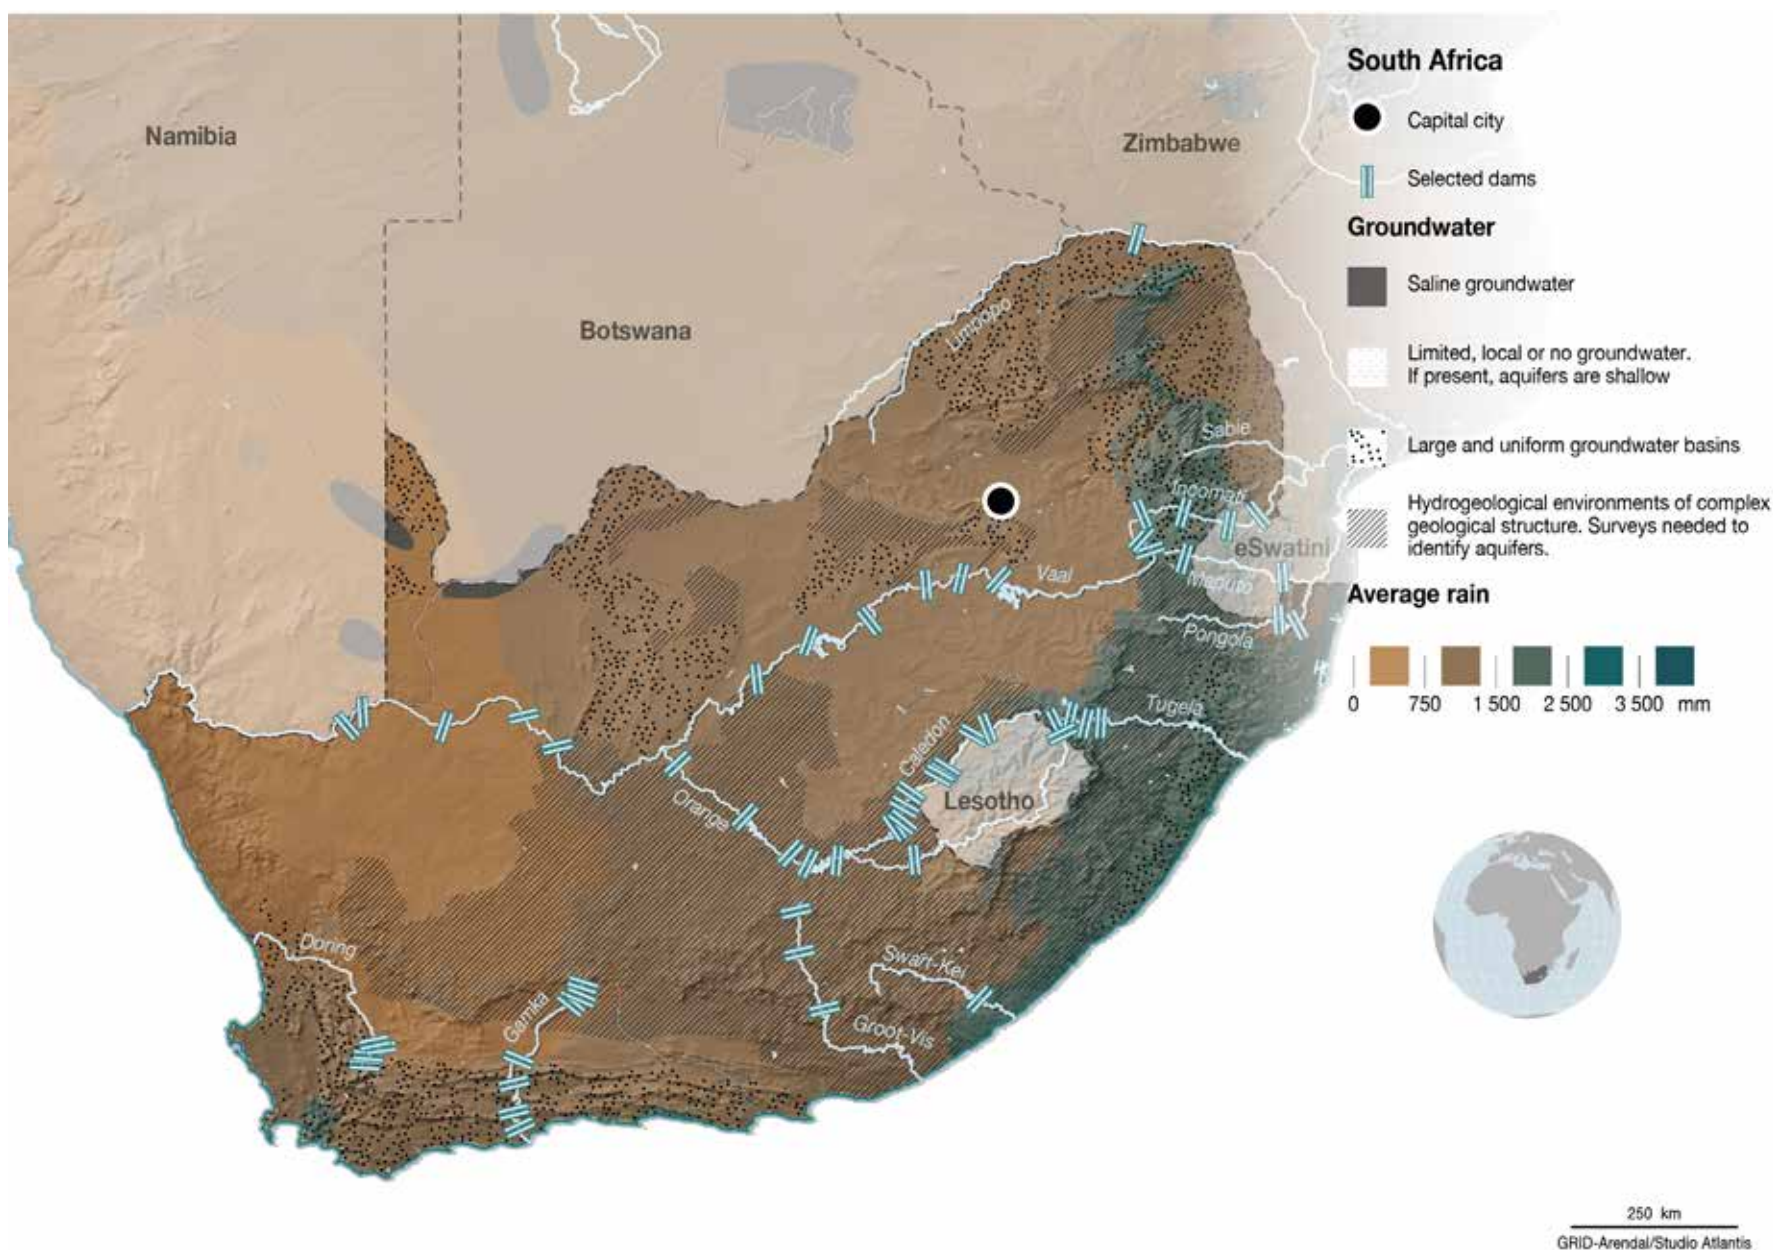 South Africa
Capital city
Selected dams
Groundwater
Saline groundwater
Limited, local or no groundwater.
If present, aquifers are shallow
Large and uniform groundwater basins
Hydrogeological environments of complex
geological structure. Surveys needed to
identify aquifers.
Average rain
0 750 1 500 2 500 3 500 mm
Namibia
Zimbabwe
Botswana
Limpopo
Sabie
Incomati
eSwatini
Maputo
Vaal
Pongola
Tugela
Caledon
Lesotho
Orange
Doring
Swart-Kei
Gamka
Groot-Vis
250 km
GRID-Arendal/Studio Atlantis